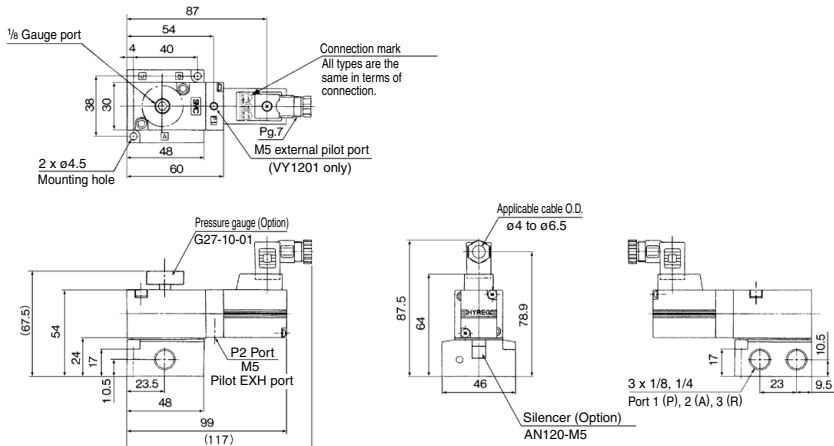 87
54
4
40
1/8 Gauge port
Connection mark
All types are the
same in terms of
connection.
38
30
SMC
A
Pg.7
M5 external pilot port
(VY1201 only)
2 x ø4.5
Mounting hole
48
60
Pressure gauge (Option)
G27-10-01
(67.5)
54
24
17
10.5
23.5
48
99
(117)
P2 Port
M5
Pilot EXH port
Applicable cable O.D.
ø4 to ø6.5
87.5
64
78.9
HYREG
46
Silencer (Option)
AN120-M5
17
10.5
3 x 1/8, 1/4
Port 1 (P), 2 (A), 3 (R)
23
9.5